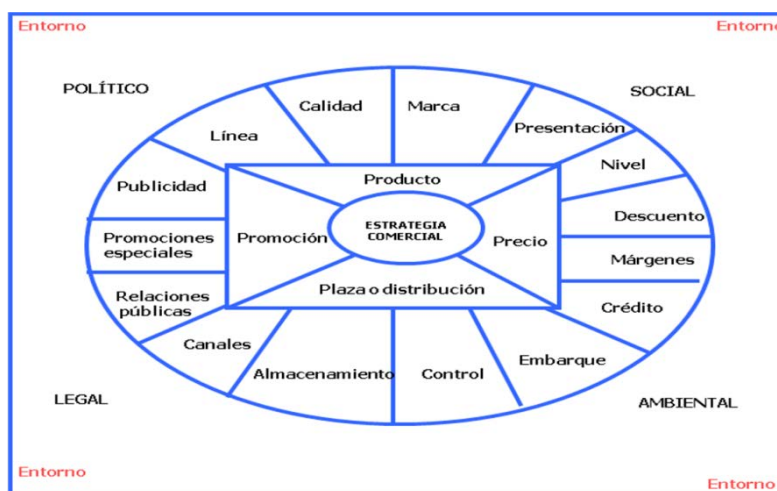 Entorno
Entorno
POLÍTICO
SOCIAL
Calidad
Marca
Línea
Presentación
Nivel
Publicidad
Producto
Descuento
ESTRATEGIA
COMERCIAL
Promoción
Precio
Promociones
especiales
Márgenes
Plaza o distribución
Relaciones
públicas
Crédito
Canales
Almacenamiento
Control
Embarque
LEGAL
AMBIENTAL
Entorno
Entorno